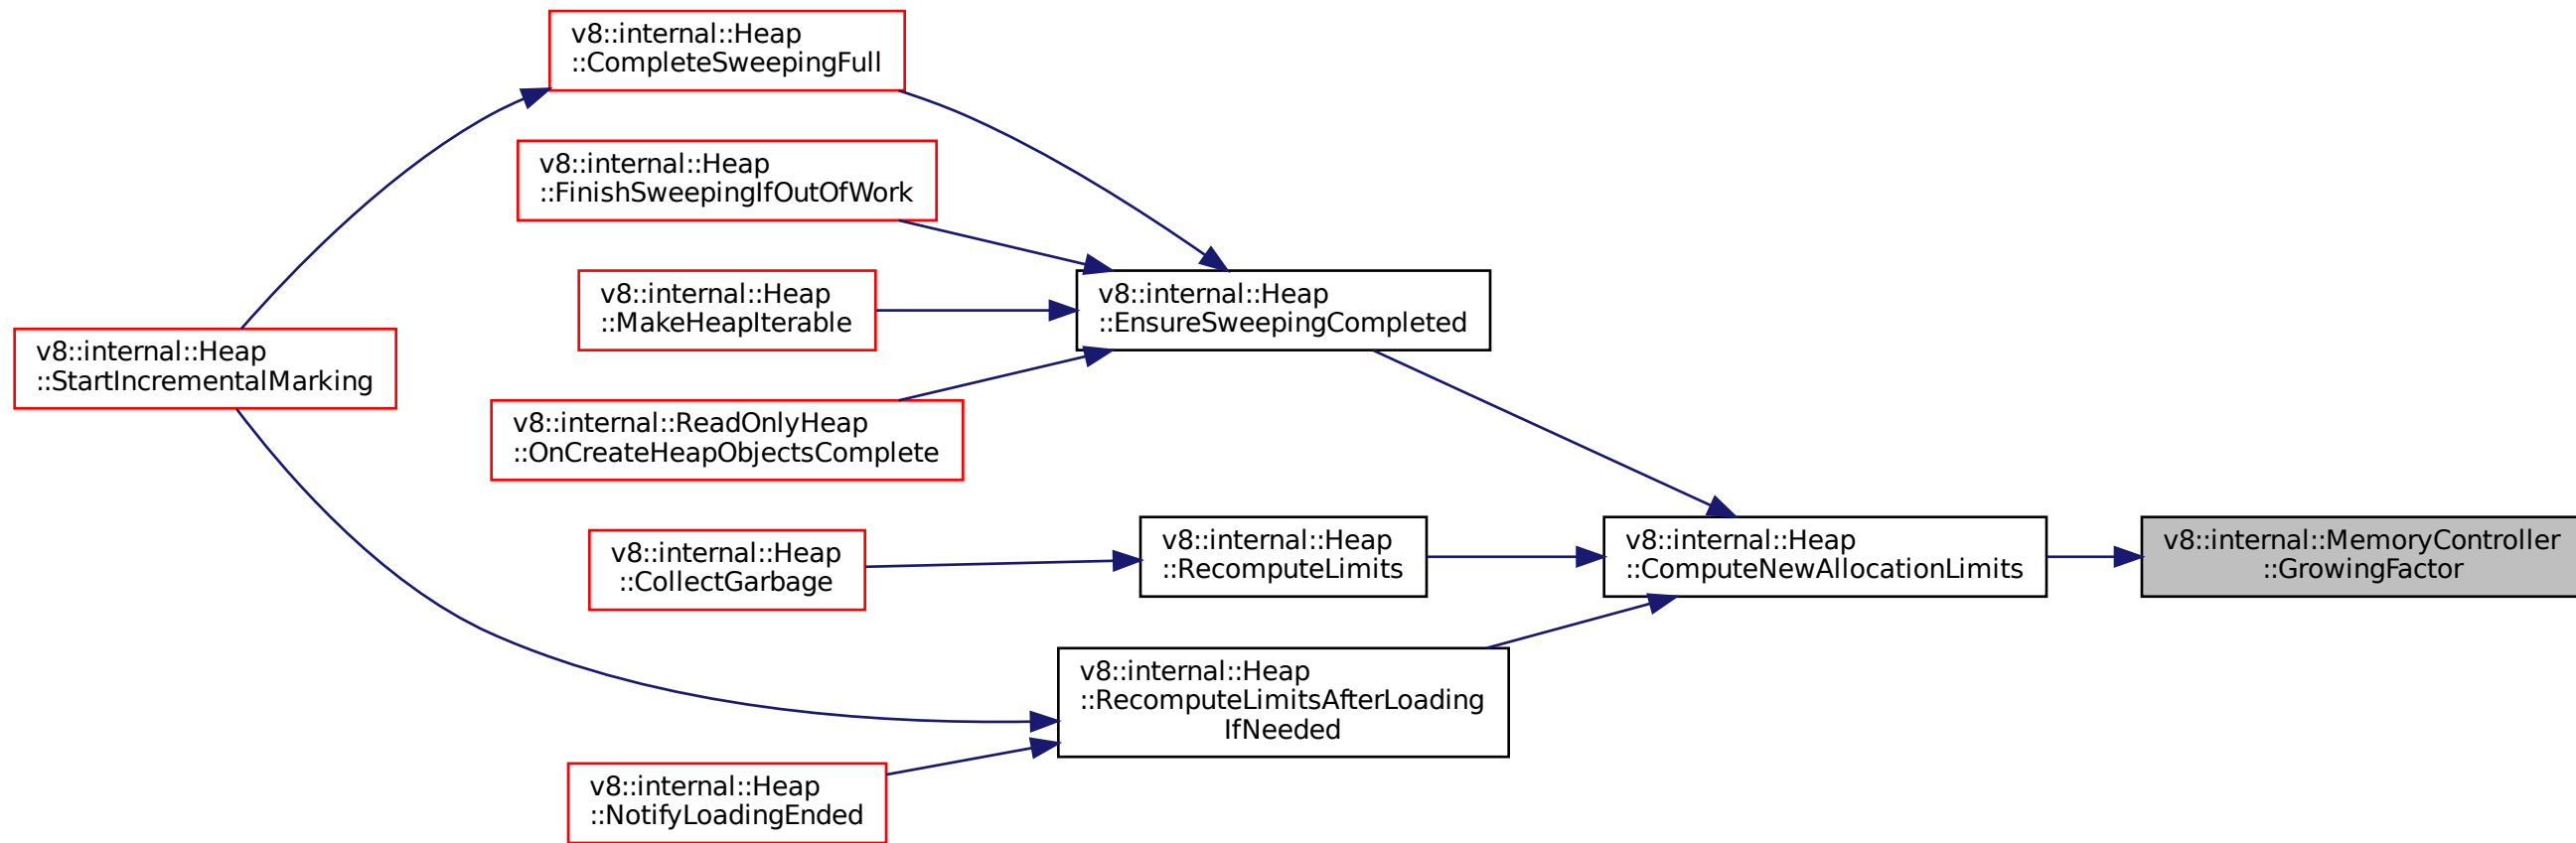 v8::internal::Heap
::CompleteSweepingFull
v8::internal::Heap
::FinishSweepingIfOutOfWork
v8::internal::Heap
::MakeHeapIterable
v8::internal::Heap
::EnsureSweepingCompleted
v8::internal::Heap
::StartIncrementalMarking
v8::internal::ReadOnlyHeap
::OnCreateHeapObjectsComplete
v8::internal::Heap
::CollectGarbage
v8::internal::Heap
::RecomputeLimits
v8::internal::Heap
::ComputeNewAllocationLimits
v8::internal::MemoryController
::GrowingFactor
v8::internal::Heap
::RecomputeLimitsAfterLoading
IfNeeded
v8::internal::Heap
::NotifyLoadingEnded